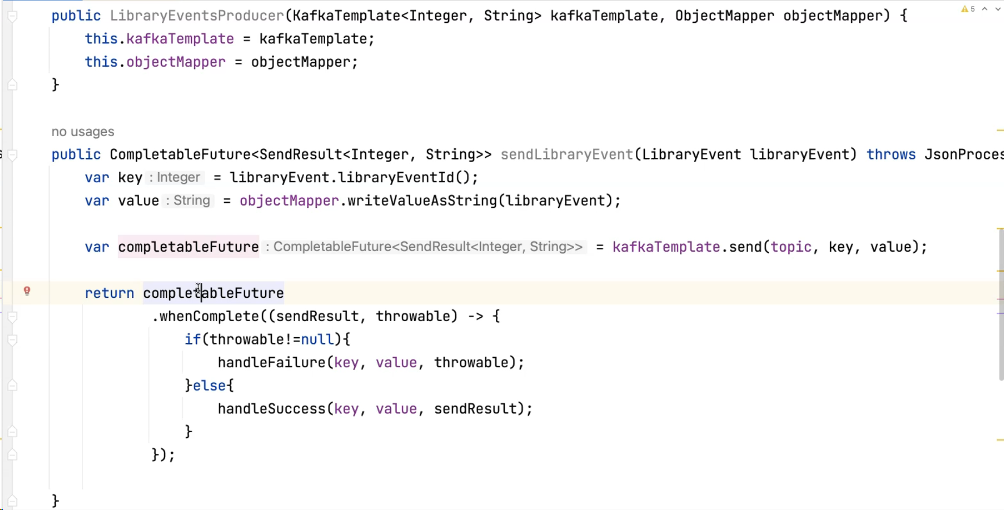 public LibraryEventsProducer(KafkaTemplate<Integer, String> kafkaTemplate, ObjectMapper objectMapper) {
5
this.kafkaTemplate = kafkaTemplate;
this.objectMapper = objectMapper;
}
no usages
public CompletableFuture<SendResult<Integer, String>> sendLibraryEvent(LibraryEvent libraryEvent) throws JsonProces
var key : Integer = libraryEvent.libraryEventId();
var value : String = objectMapper.writeValueAsString(libraryEvent);
var completableFuture : CompletableFuture<SendResult<Integer, String>> = kafkaTemplate.send(topic, key, value);
return completableFuture
.whenComplete((sendResult, throwable) -> {
if(throwable!=null){
handleFailure(key, value, throwable);
}else{
handleSuccess(key, value, sendResult);
}
});
}